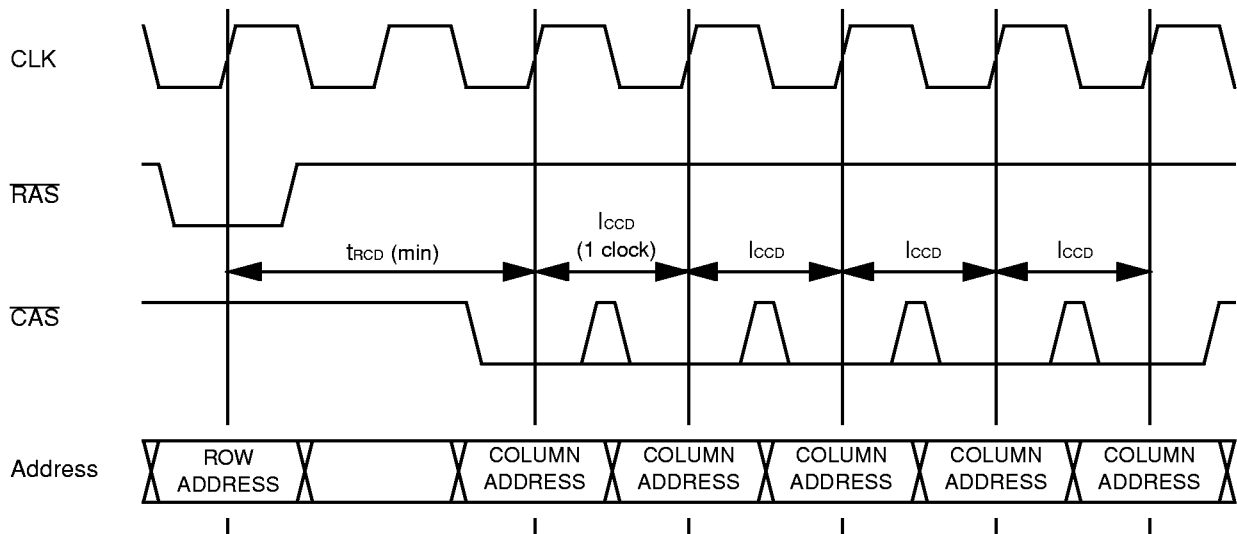 CLK
RAS
tRCD (min)
lCCD
(1 clock)
lCCD
lCCD
lCCD
CAS
Address
ROW
ADDRESS
COLUMN
ADDRESS
COLUMN
ADDRESS
COLUMN
ADDRESS
COLUMN
ADDRESS
COLUMN
ADDRESS